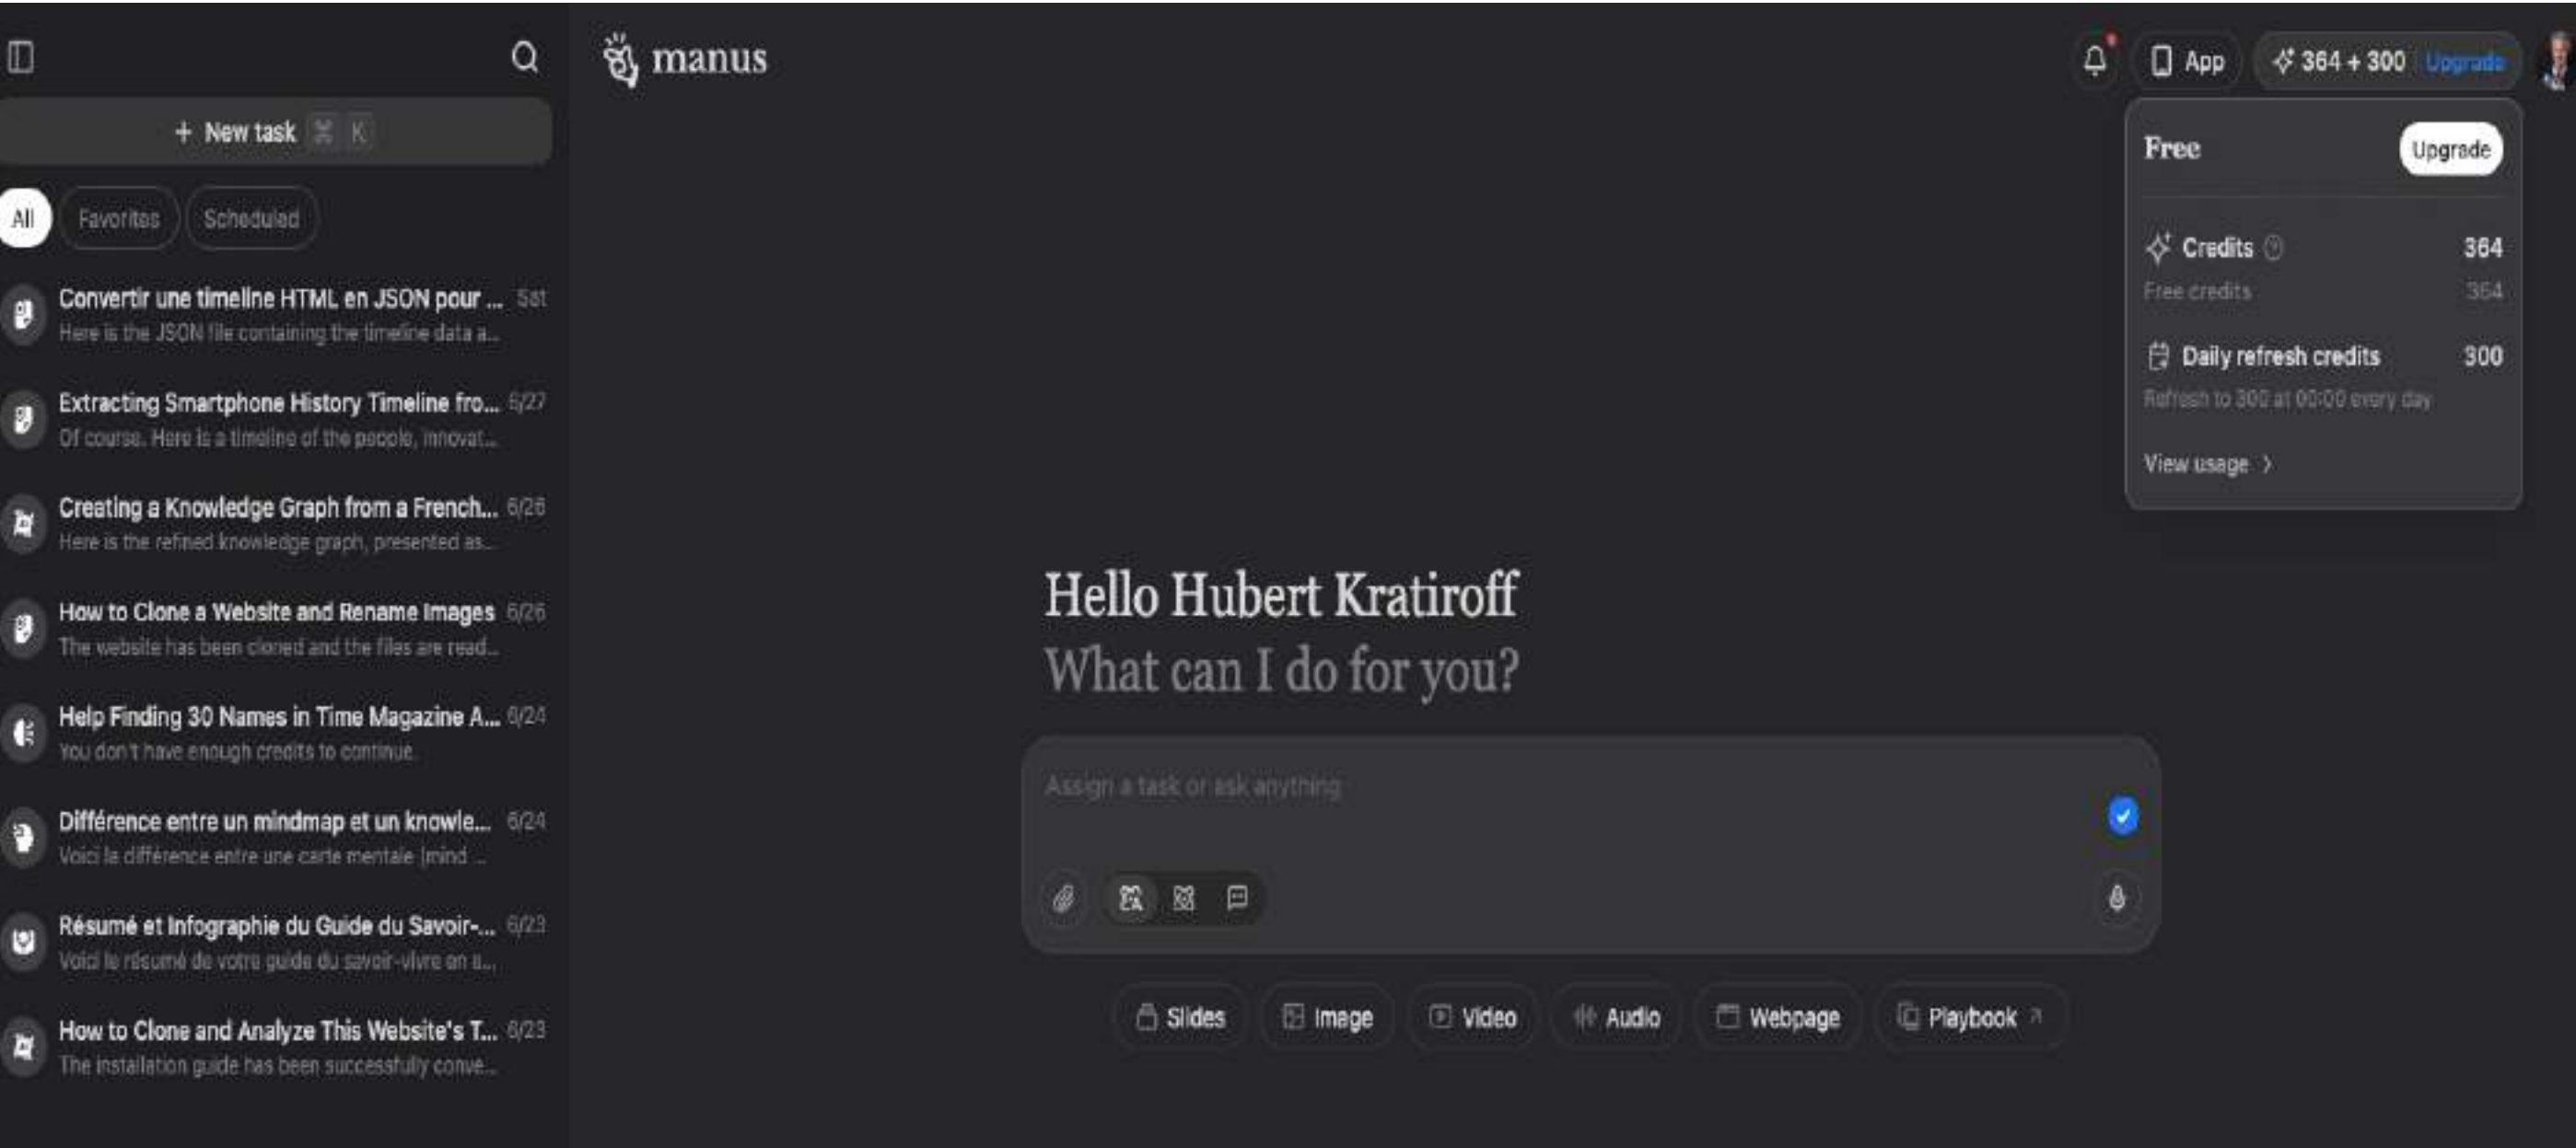 New task ⌘ K
All Favorites Scheduled
Convertir une timeline HTML en JSON pour ... Sat
Here is the JSON file containing the timeline data a...
Extracting Smartphone History Timeline fro... 6/27
Of course. Here is a timeline of the people, innovat...
Creating a Knowledge Graph from a French... 6/26
Here is the refined knowledge graph, presented as...
How to Clone a Website and Rename Images 6/26
The website has been cloned and the files are read...
Help Finding 30 Names in Time Magazine A... 6/24
You don't have enough credits to continue.
Différence entre un mindmap et un knowle... 6/24
Voici la différence entre une carte mentale (mind ...
Résumé et Infographie du Guide du Savoir-... 6/23
Voici le résumé de votre guide du savoir-vivre en e...
How to Clone and Analyze This Website's T... 6/23
The installation guide has been successfully conve...
manus
App 364 + 300 Upgrade
Free Upgrade
Credits 364
Free credits 364
Daily refresh credits 300
Refresh to 300 at 00:00 every day
View usage >
Hello Hubert Kratiroff
What can I do for you?
Assign a task or ask anything
Slides Image Video Audio Webpage Playbook